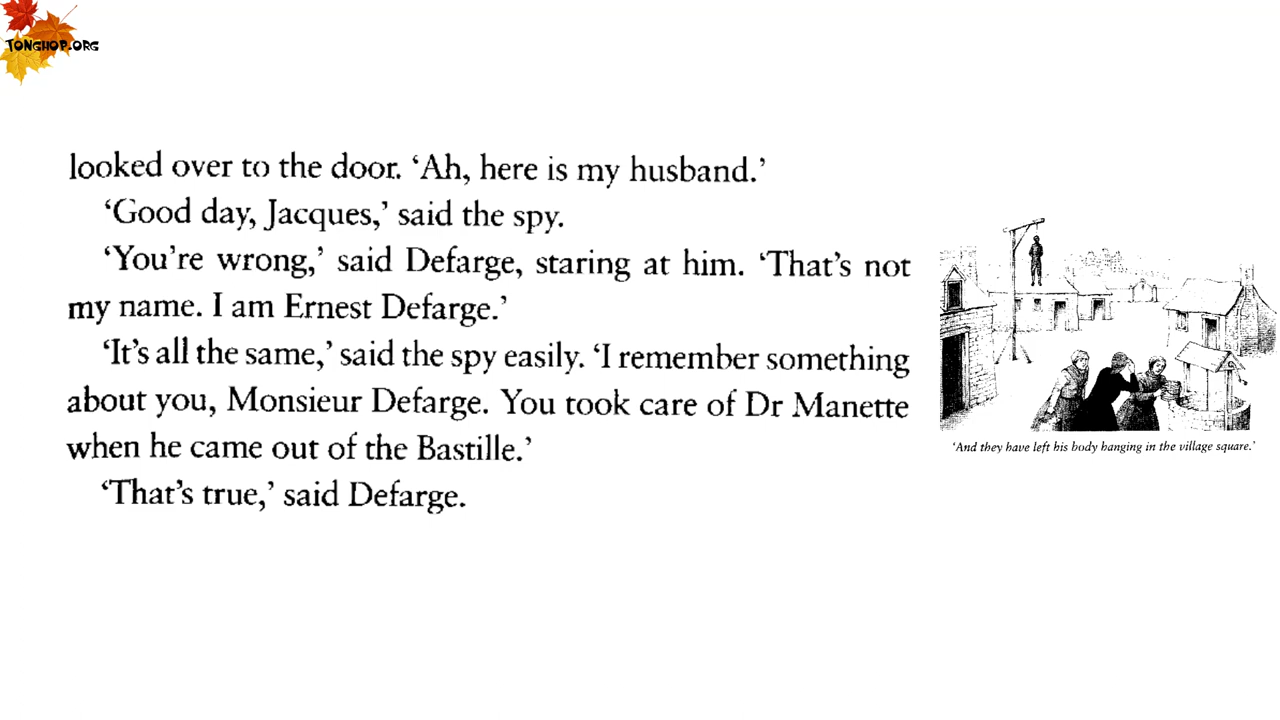 TONGHOP.ORG
looked over to the door. ‘Ah, here is my husband.’
‘Good day, Jacques,’ said the spy.
‘You’re wrong,’ said Defarge, staring at him. ‘That’s not
my name. I am Ernest Defarge.’
‘It’s all the same,’ said the spy easily. ‘I remember something
about you, Monsieur Defarge. You took care of Dr Manette
when he came out of the Bastille.’
‘That’s true,’ said Defarge.
‘And they have left his body hanging in the village square.’